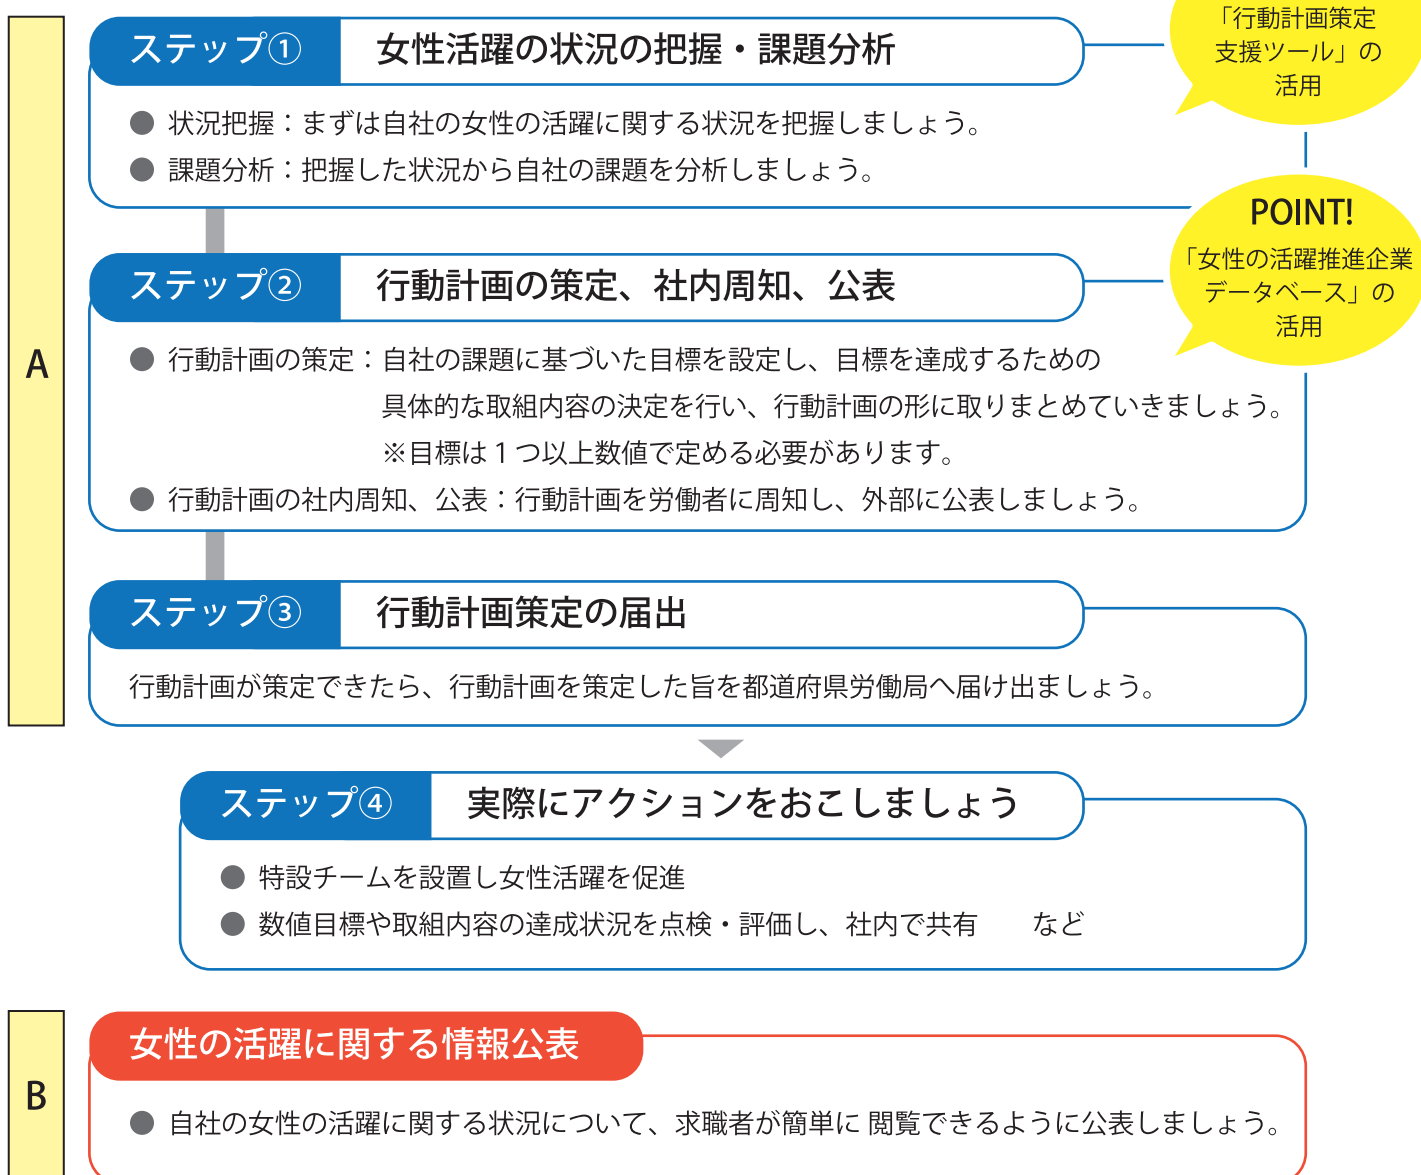 「行動計画策定
支援ツール」の
活用
ステップ① 女性活躍の状況の把握・課題分析
● 状況把握：まずは自社の女性の活躍に関する状況を把握しましょう。
● 課題分析：把握した状況から自社の課題を分析しましょう。
POINT!
「女性の活躍推進企業
データベース」の
活用
ステップ② 行動計画の策定、社内周知、公表
● 行動計画の策定：自社の課題に基づいた目標を設定し、目標を達成するための
具体的な取組内容の決定を行い、行動計画の形に取りまとめていきましょう。
※目標は1つ以上数値で定める必要があります。
● 行動計画の社内周知、公表：行動計画を労働者に周知し、外部に公表しましょう。
A
ステップ③ 行動計画策定の届出
行動計画が策定できたら、行動計画を策定した旨を都道府県労働局へ届け出ましょう。
ステップ④ 実際にアクションをおこしましょう
● 特設チームを設置し女性活躍を促進
● 数値目標や取組内容の達成状況を点検・評価し、社内で共有　など
B
女性の活躍に関する情報公表
● 自社の女性の活躍に関する状況について、求職者が簡単に 閲覧できるように公表しましょう。